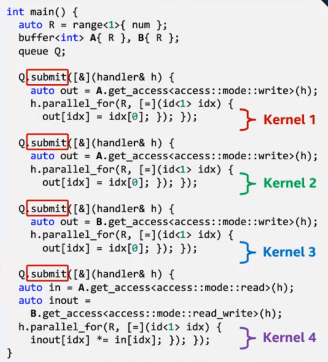 int main() {
auto R = range<1>{ num };
buffer<int> A{ R }, B{ R };
queue Q;
Q.submit([&](handler& h) {
auto out = A.get_access<access::mode::write>(h);
h.parallel_for(R, [=](id<1> idx) {
out[idx] = idx[0]; }); });
Kernel 1
Q.submit([&](handler& h) {
auto out = A.get_access<access::mode::write>(h);
h.parallel_for(R, [=](id<1> idx) {
out[idx] = idx[0]; }); });
Kernel 2
Q.submit([&](handler& h) {
auto out = B.get_access<access::mode::write>(h);
h.parallel_for(R, [=](id<1> idx) {
out[idx] = idx[0]; }); });
Kernel 3
Q.submit([&](handler& h) {
auto in = A.get_access<access::mode::read>(h);
auto inout =
B.get_access<access::mode::read_write>(h);
h.parallel_for(R, [=](id<1> idx) {
inout[idx] *= in[idx]; }); });
Kernel 4
}